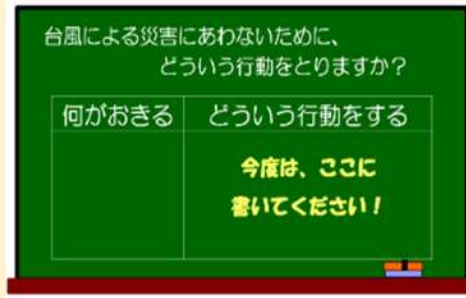 台風による災害にあわないために、
どういう行動をとりますか？
何がおきる
どういう行動をする
今度は、ここに
書いてください！